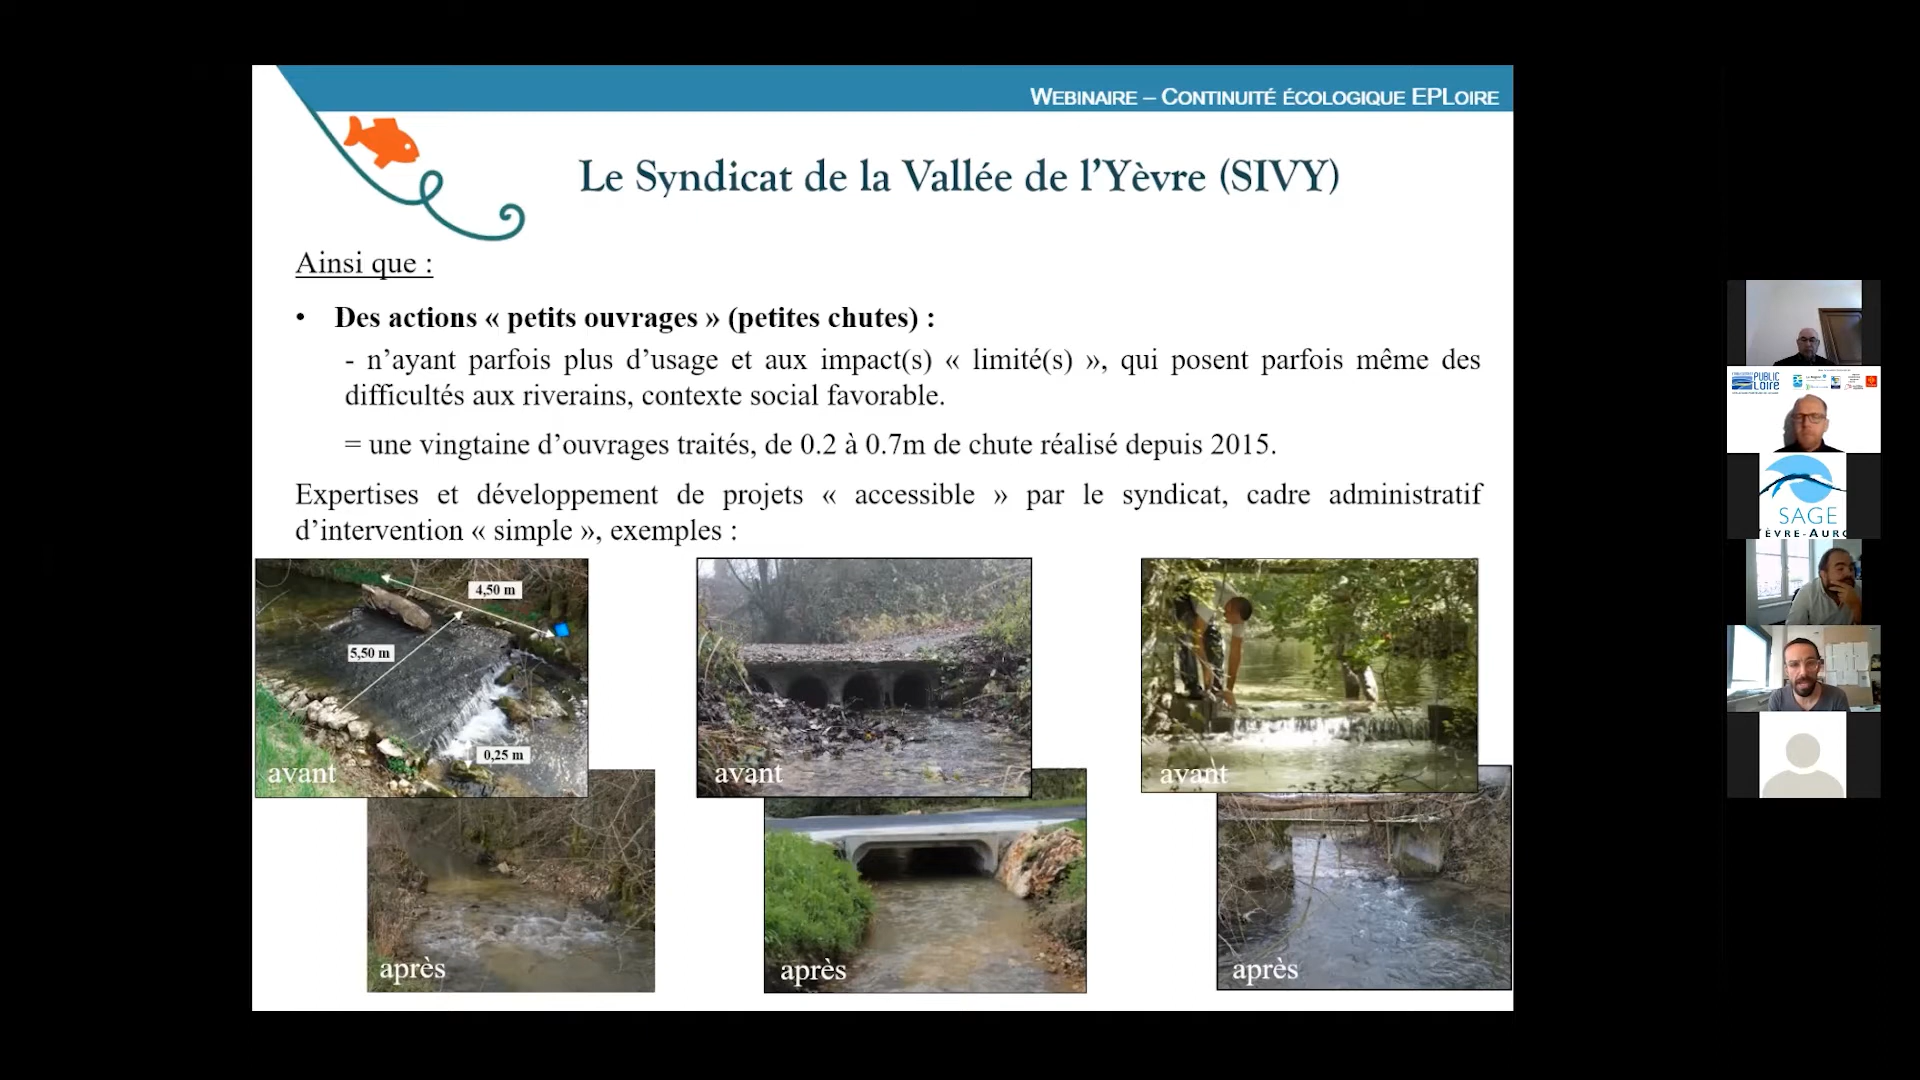 WEBINAIRE – CONTINUITÉ ÉCOLOGIQUE EPLOIRE
Le Syndicat de la Vallée de l'Yèvre (SIVY)
Ainsi que :
• Des actions « petits ouvrages » (petites chutes) :
- n'ayant parfois plus d'usage et aux impact(s) « limité(s) », qui posent parfois même des
difficultés aux riverains, contexte social favorable.
= une vingtaine d'ouvrages traités, de 0.2 à 0.7m de chute réalisé depuis 2015.
Expertises et développement de projets « accessible » par le syndicat, cadre administratif
d'intervention « simple », exemples :
4,50 m
5,50 m
0,25 m
avant
avant
avant
après
après
après
PUBLIC
LOIRE
SAGE
YÈVRE-AURO